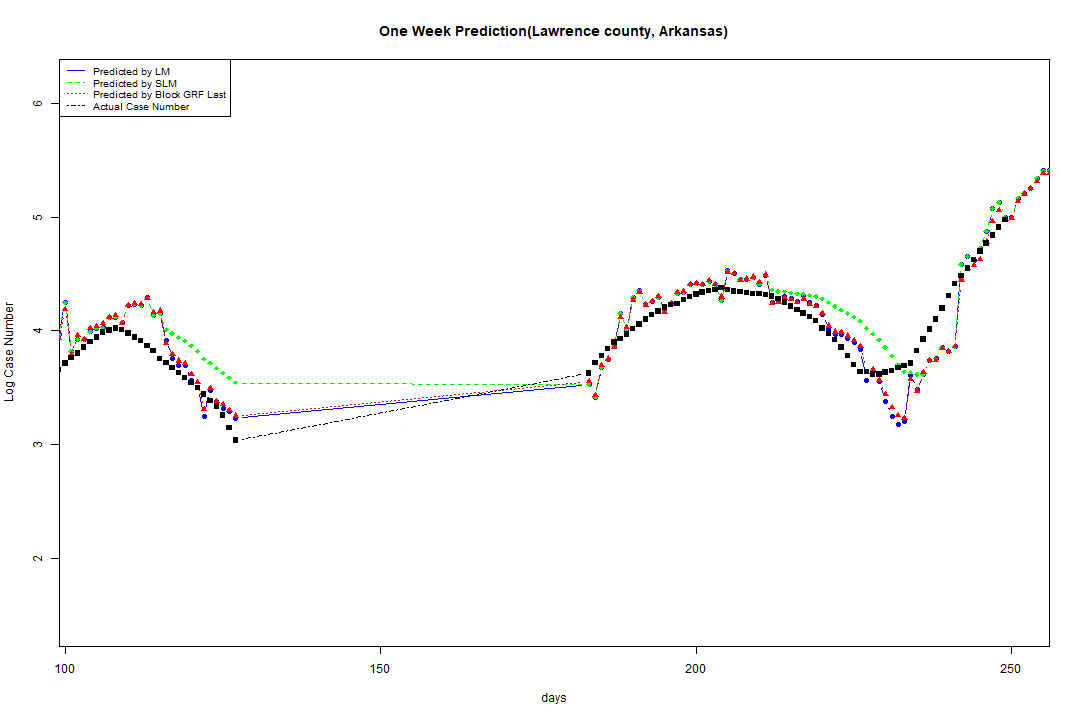 One Week Prediction(Lawrence county, Arkansas)
Predicted by LM
Predicted by SLM
Predicted by Block GRF Last
Actual Case Number
Log Case Number
6
5
4
3
2
100 150 200 250
days